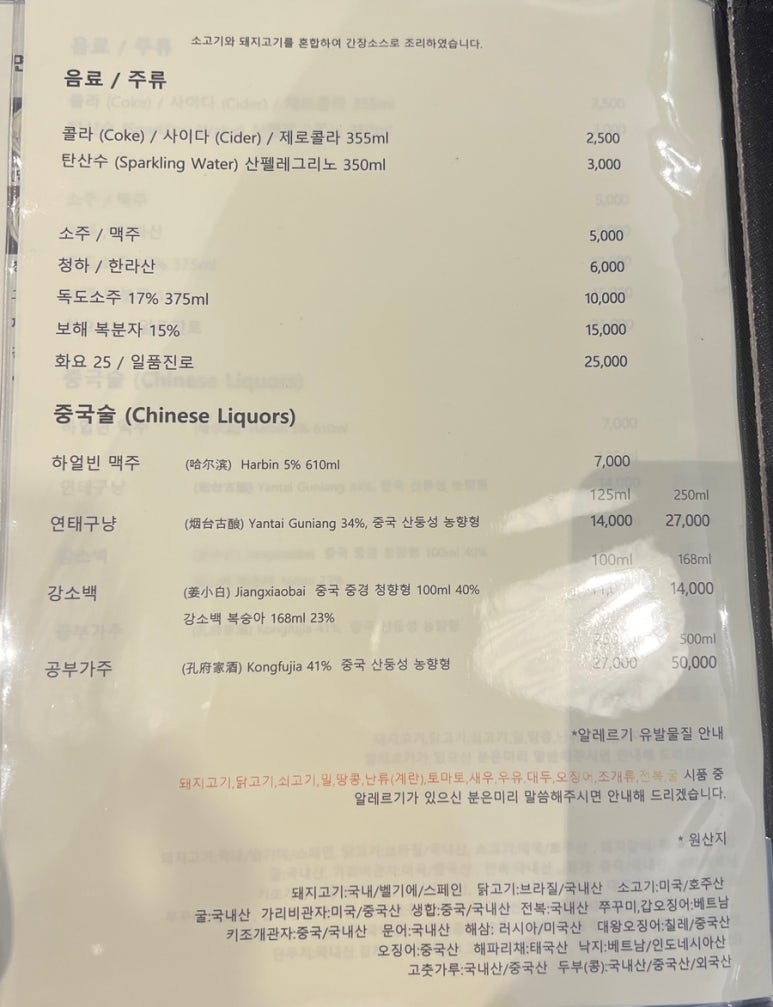 소고기와 돼지고기를 혼합하여 간장소스로 조리하였습니다.
음료 / 주류
콜라 (Coke) / 사이다 (Cider) / 제로콜라 355ml 2,500
탄산수 (Sparkling Water) 산펠레그리노 350ml 3,000
소주 / 맥주 5,000
청하 / 한라산 6,000
독도소주 17% 375ml 10,000
보해 복분자 15% 15,000
화요 25 / 일품진로 25,000
중국술 (Chinese Liquors)
하얼빈 맥주 (哈尔滨) Harbin 5% 610ml 7,000
125ml 250ml
연태구냥 (烟台古酿) Yantai Guniang 34%, 중국 산둥성 농향형 14,000 27,000
100ml 168ml
강소백 (姜小白) Jiangxiaobai 중국 중경 청향형 100ml 40% 14,000
강소백 복숭아 168ml 23%
500ml
공부가주 (孔府家酒) Kongfujia 41% 중국 산둥성 농향형 27,000 50,000
*알레르기 유발물질 안내
돼지고기,닭고기,쇠고기,밀,땅콩,난류(계란),토마토,새우,우유,대두,오징어,조개류,전복,굴 시품 중
알레르기가 있으신 분은미리 말씀해주시면 안내해 드리겠습니다.
* 원산지
돼지고기:국내/벨기에/스페인 닭고기:브라질/국내산 소고기:미국/호주산
굴:국내산 가리비관자:미국/중국산 생합:중국/국내산 전복:국내산 쭈꾸미,갑오징어:베트남
키조개관자:중국/국내산 문어:국내산 해삼: 러시아/미국산 대왕오징어:칠레/중국산
오징어:중국산 해파리채:태국산 낙지:베트남/인도네시아산
고춧가루:국내산/중국산 두부(콩):국내산/중국산/외국산